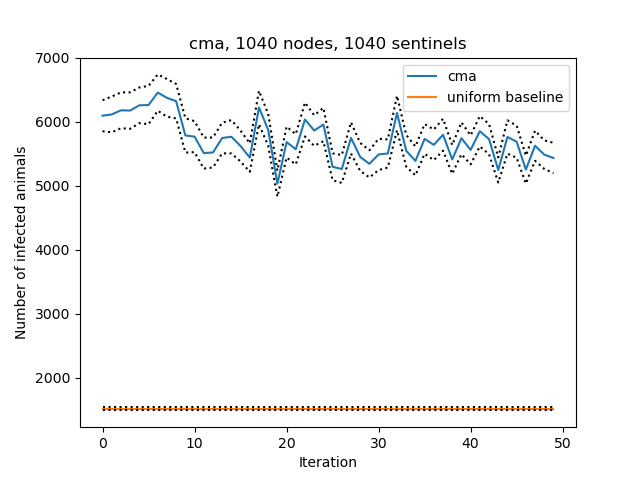 cma, 1040 nodes, 1040 sentinels
7000
6000
5000
4000
3000
2000
Number of infected animals
cma
uniform baseline
0
10
20
30
40
50
Iteration